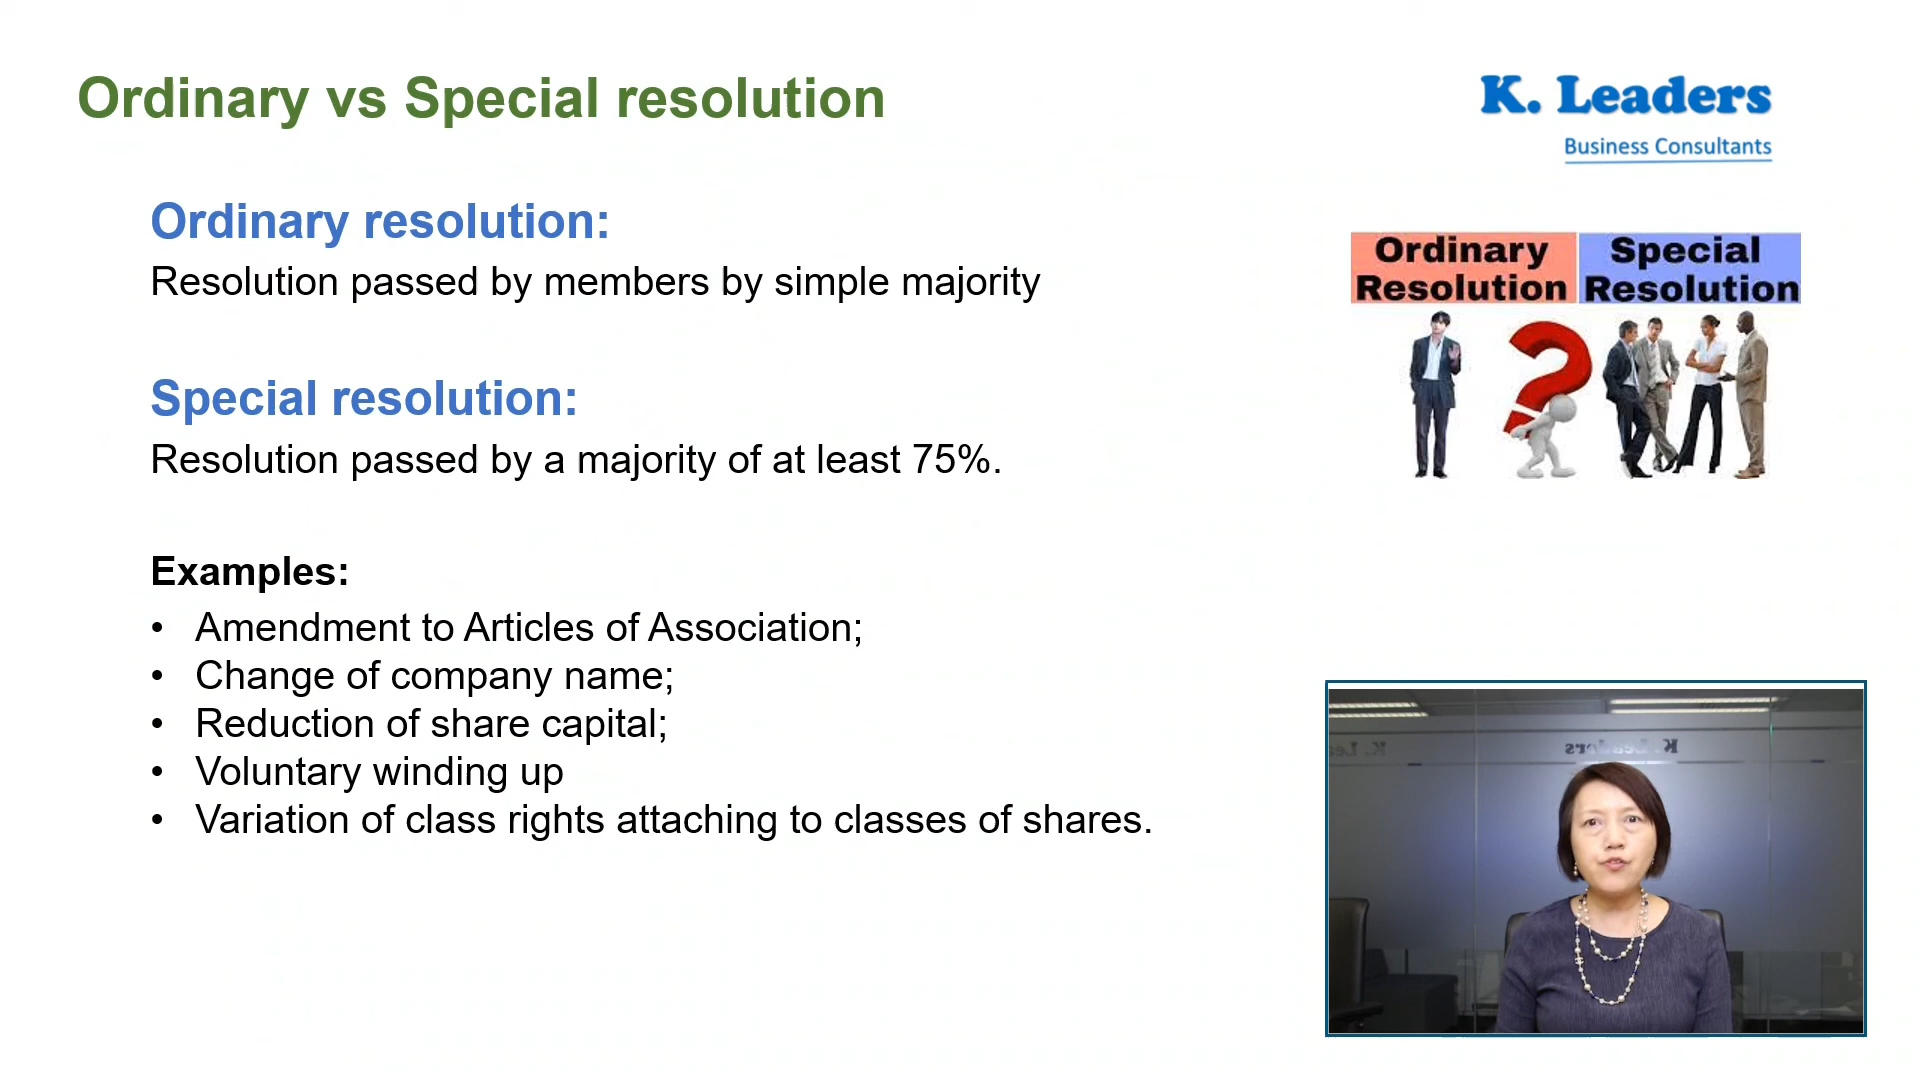 Ordinary vs Special resolution
K. Leaders
Business Consultants
Ordinary resolution:
Resolution passed by members by simple majority
Special resolution:
Resolution passed by a majority of at least 75%.
Examples:
• Amendment to Articles of Association;
• Change of company name;
• Reduction of share capital;
• Voluntary winding up
• Variation of class rights attaching to classes of shares.
Ordinary
Resolution
Special
Resolution
K. Leaders